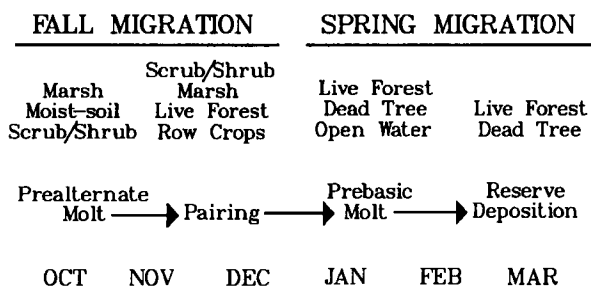 FALL MIGRATION
SPRING MIGRATION
Marsh
Moist-soil
Scrub/Shrub
Scrub/Shrub
Marsh
Live Forest
Row Crops
Live Forest
Dead Tree
Open Water
Live Forest
Dead Tree
Prealternate
Molt
Pairing
Prebasic
Molt
Reserve
Deposition
OCT NOV DEC JAN FEB MAR